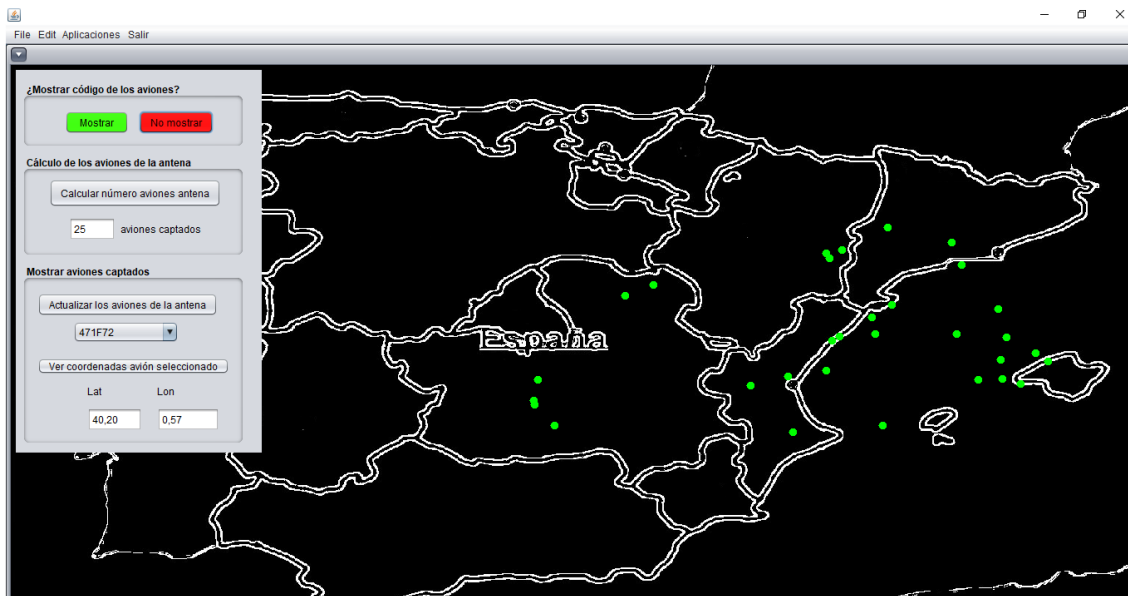 File Edit Aplicaciones Salir
¿Mostrar código de los aviones?
Mostrar No mostrar
Cálculo de los aviones de la antena
Calcular número aviones antena
25 aviones captados
Mostrar aviones captados
Actualizar los aviones de la antena
471F72
Ver coordenadas avión seleccionado
Lat Lon
40,20 0,57
España